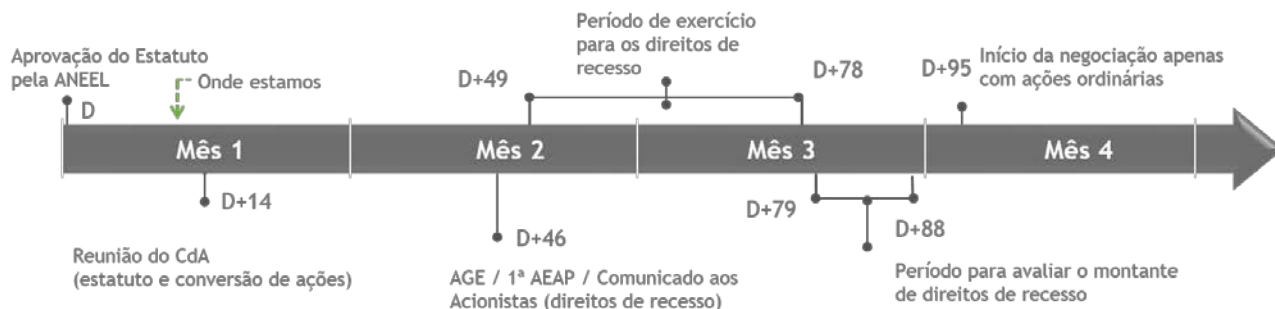 Aprovação do Estatuto
pela ANEEL
D
Onde estamos
D+49
Período de exercício
para os direitos de
recesso
D+78
D+95
Início da negociação apenas
com ações ordinárias
Mês 1
Mês 2
Mês 3
Mês 4
D+14
Reunião do CdA
(estatuto e conversão de ações)
D+46
AGE / 1ª AEAP / Comunicado aos
Acionistas (direitos de recesso)
D+79
D+88
Período para avaliar o montante
de direitos de recesso